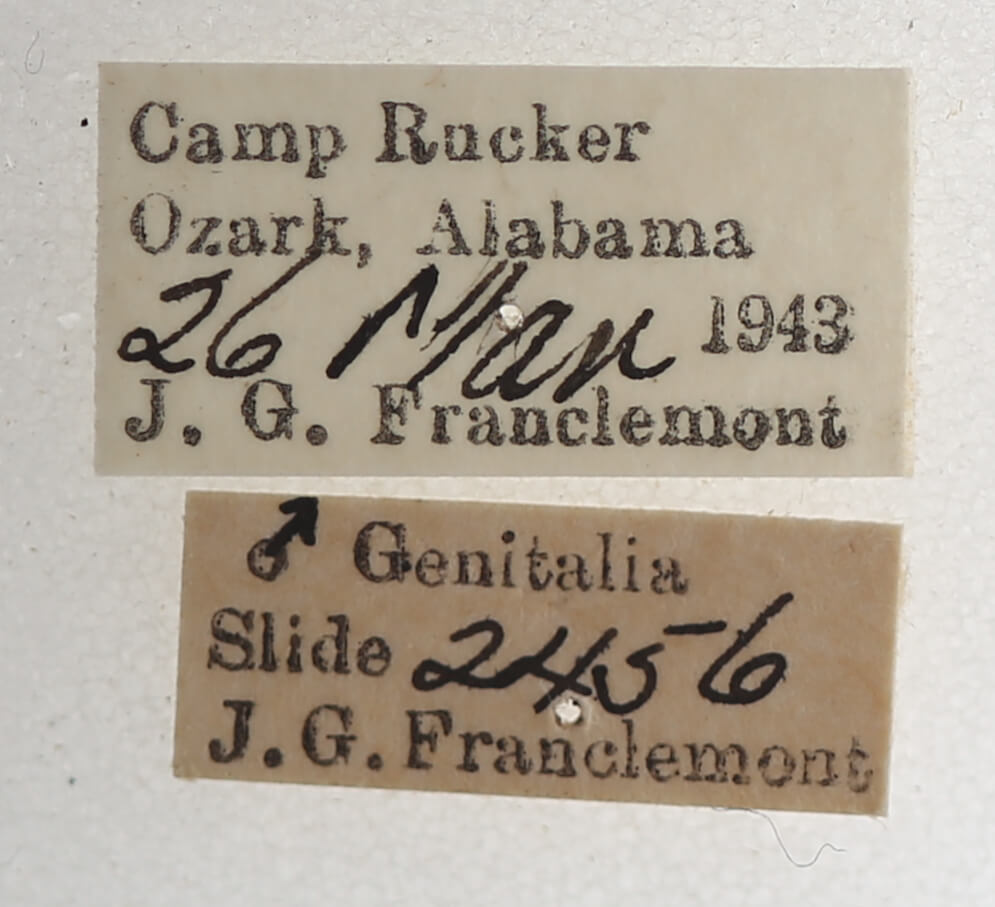 Camp Rucker
Ozark, Alabama
26 Mar 1943
J. G. Franclemont
♂ Genitalia
Slide 2456
J. G. Franclemont